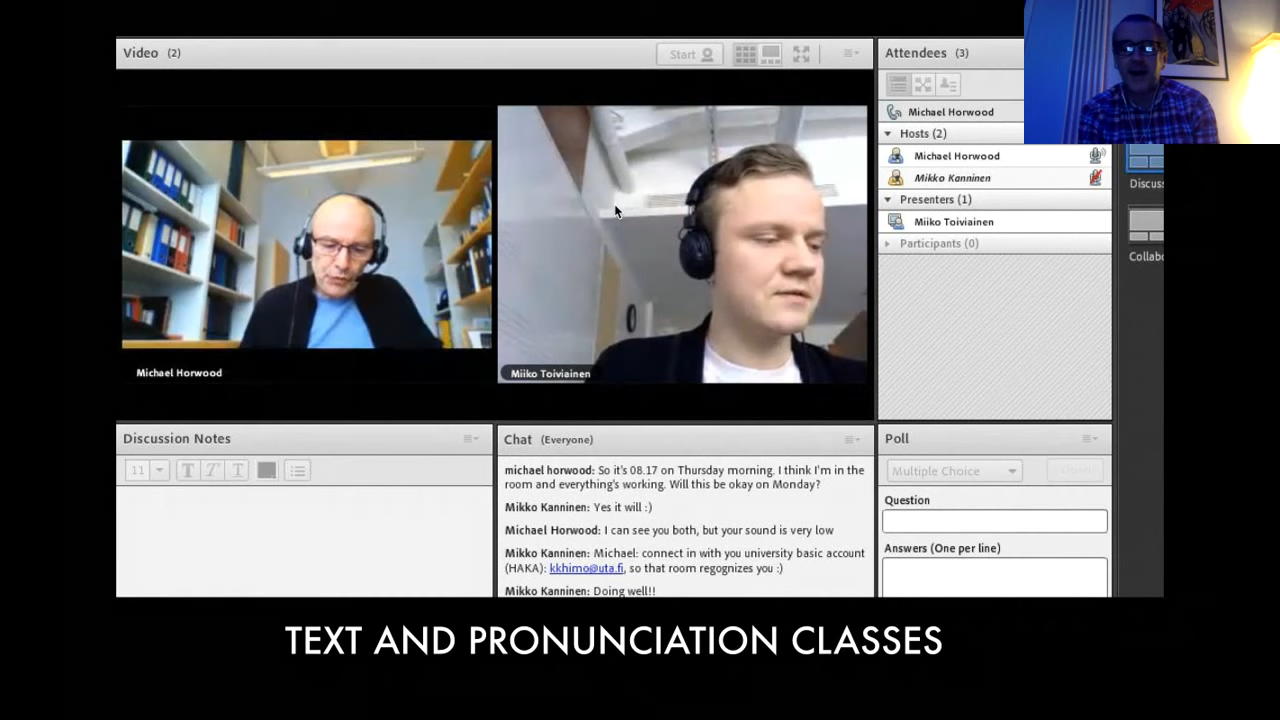 Video (2)
Start
Michael Horwood
Miiko Toiviainen
Attendees (3)
Michael Horwood
Hosts (2)
Michael Horwood
Mikko Kanninen
Presenters (1)
Miiko Toiviainen
Participants (0)
Discuss
Collabo
Discussion Notes
11
T T T
Chat (Everyone)
michael horwood: So it's 08.17 on Thursday morning. I think I'm in the
room and everything's working. Will this be okay on Monday?
Mikko Kanninen: Yes it will :)
Michael Horwood: I can see you both, but your sound is very low
Mikko Kanninen: Michael: connect in with you university basic account
(HAKA): kkhimo@uta.fi, so that room regognizes you :)
Mikko Kanninen: Doing well!!
Poll
Multiple Choice
Open
Question
Answers (One per line)
TEXT AND PRONUNCIATION CLASSES